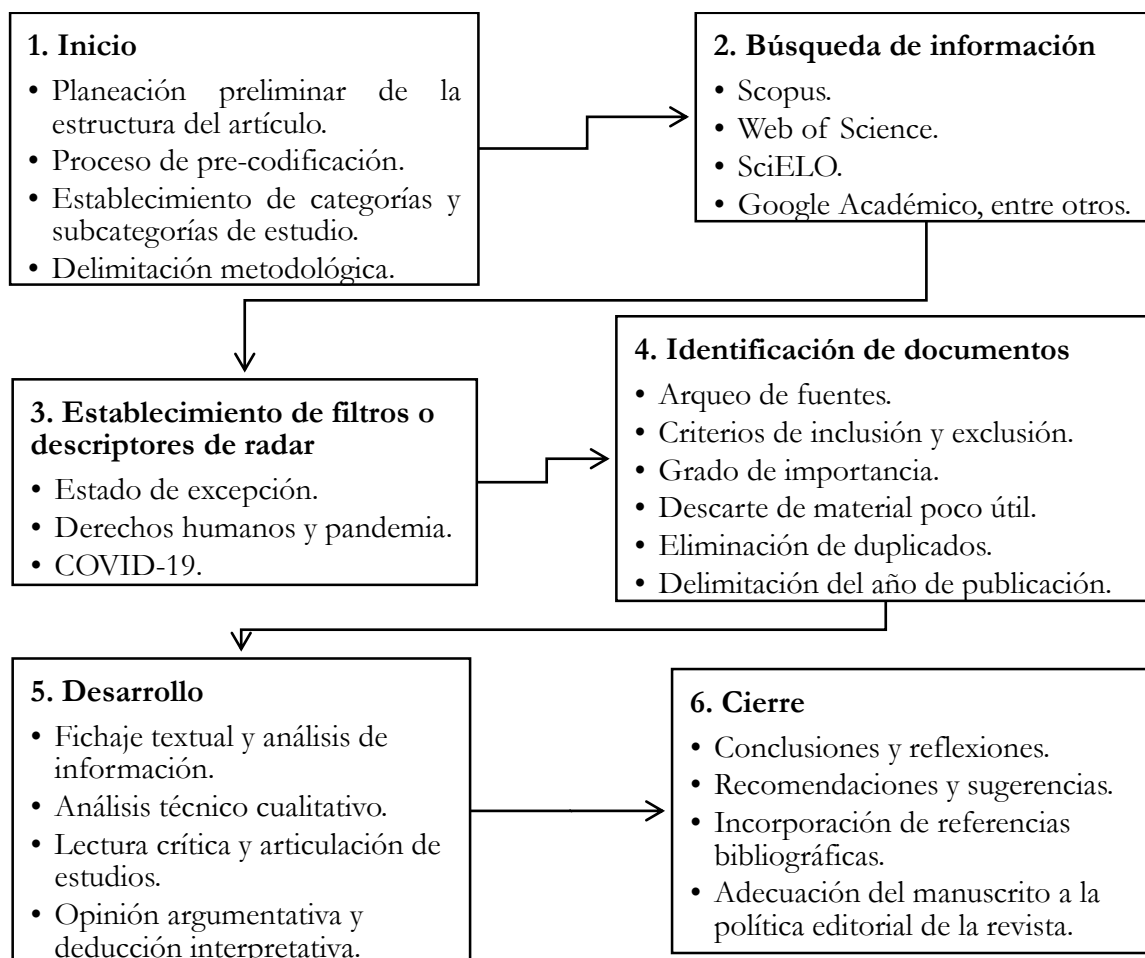 1. Inicio
• Planeación preliminar de la
estructura del artículo.
• Proceso de pre-codificación.
• Establecimiento de categorías y
subcategorías de estudio.
• Delimitación metodológica.
2. Búsqueda de información
• Scopus.
• Web of Science.
• SciELO.
• Google Académico, entre otros.
3. Establecimiento de filtros o
descriptores de radar
• Estado de excepción.
• Derechos humanos y pandemia.
• COVID-19.
4. Identificación de documentos
• Arqueo de fuentes.
• Criterios de inclusión y exclusión.
• Grado de importancia.
• Descarte de material poco útil.
• Eliminación de duplicados.
• Delimitación del año de publicación.
5. Desarrollo
• Fichaje textual y análisis de
información.
• Análisis técnico cualitativo.
• Lectura crítica y articulación de
estudios.
• Opinión argumentativa y
deducción interpretativa.
6. Cierre
• Conclusiones y reflexiones.
• Recomendaciones y sugerencias.
• Incorporación de referencias
bibliográficas.
• Adecuación del manuscrito a la
política editorial de la revista.